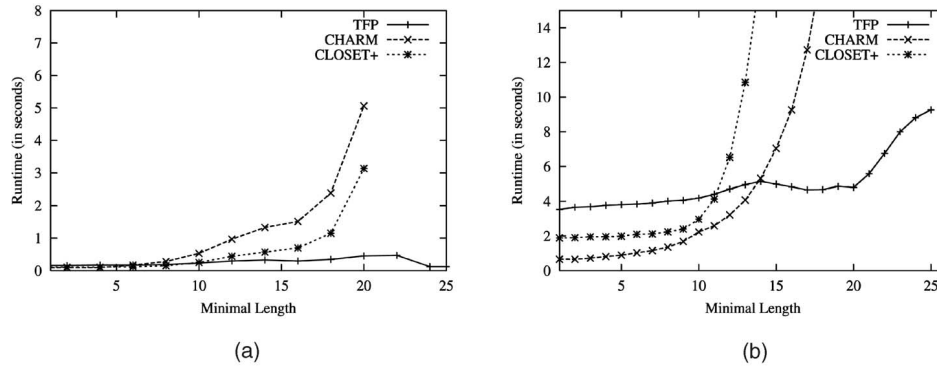 8
7
6
5
4
3
2
1
0
5
10
15
20
25
Runtime (in seconds)
Minimal Length
TFP
CHARM
CLOSET+
(a)
14
12
10
8
6
4
2
0
5
10
15
20
25
Runtime (in seconds)
Minimal Length
TFP
CHARM
CLOSET+
(b)